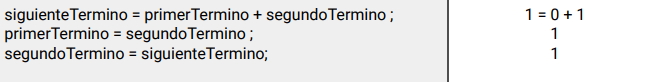 siguienteTermino = primerTermino + segundoTermino ; 1 = 0 + 1
primerTermino = segundoTermino ; 1
segundoTermino = siguienteTermino; 1